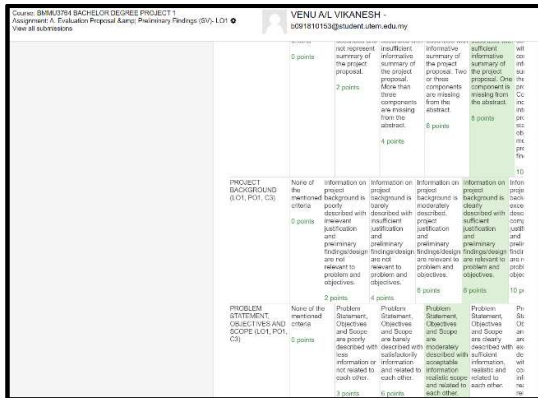 Course: BMMU3764 BACHELOR DEGREE PROJECT 1
Assignment: A. Evaluation Proposal &amp; Preliminary Findings (SV)- LO1
View all submissions
VENU A/L VIKANESH -
b091810153@student.utem.edu.my
0 points
not represent
summary of
the project
proposal.
2 points
insufficient
informative
summary of
the project
proposal.
More than
three
components
are missing
from the
abstract.
4 points
informative
summary of
the project
proposal. Two
or three
components
are missing
from the
abstract.
6 points
sufficient
informative
summary of
the project
proposal. One
component is
missing from
the abstract.
8 points
10
PROJECT
BACKGROUND
(LO1, PO1, C3)
None of
the
mentioned
criteria
0 points
Information on
project
background is
poorly
described with
irrelevant
justification
and
preliminary
findings/design
are not
relevant to
problem and
objectives.
2 points
Information on
project
background is
barely
described with
insufficient
justification
and
preliminary
findings/design
are not
relevant to
problem and
objectives.
4 points
Information on
project
background is
moderately
described.
project
justification
and
preliminary
findings/design
are relevant to
problem and
objectives.
6 points
Information on
project
background is
clearly
described with
sufficient
justification
and
preliminary
findings/design
are relevant to
problem and
objectives.
8 points
PROBLEM
STATEMENT,
OBJECTIVES AND
SCOPE (LO1, PO1,
C3)
None of the
mentioned
criteria
0 points
Problem
Statement,
Objectives
and Scope
are poorly
described with
less
information or
not related to
each other.
3 points
Problem
Statement,
Objectives
and Scope
are barely
described with
satisfactorily
information
and related to
each other.
6 points
Problem
Statement,
Objectives
and Scope
are
moderately
described with
acceptable
information
realistic scope
and related to
each other.
Problem
Statement,
Objectives
and Scope
are clearly
described with
sufficient
information,
realistic and
related to
each other.